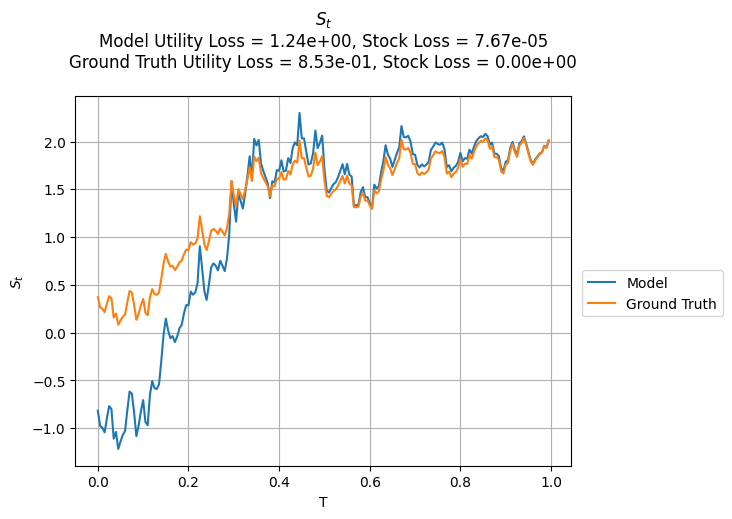 S_t
Model Utility Loss = 1.24e+00, Stock Loss = 7.67e-05
Ground Truth Utility Loss = 8.53e-01, Stock Loss = 0.00e+00
2.0
1.5
1.0
0.5
0.0
−0.5
−1.0
S_t
0.0 0.2 0.4 0.6 0.8 1.0
T
Model
Ground Truth